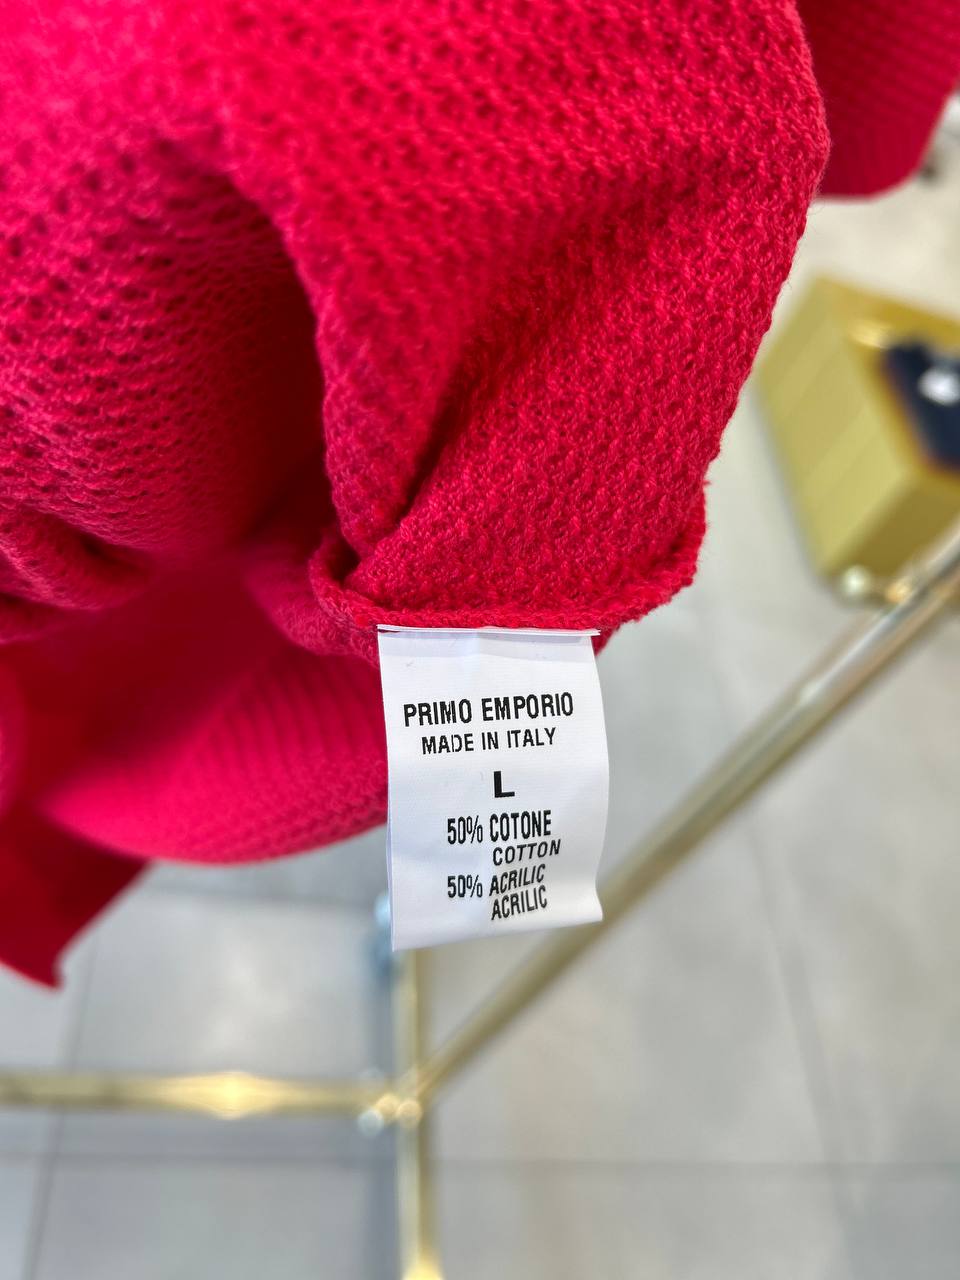 PRIMO EMPORIO
MADE IN ITALY
L
50% COTONE
COTTON
50% ACRILIC
ACRILIC